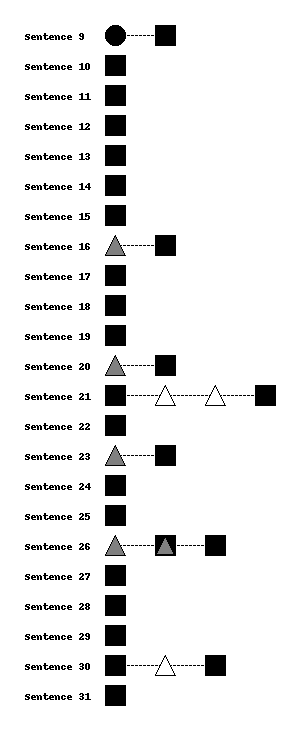 Sentence 9
Sentence 10
Sentence 11
Sentence 12
Sentence 13
Sentence 14
Sentence 15
Sentence 16
Sentence 17
Sentence 18
Sentence 19
Sentence 20
Sentence 21
Sentence 22
Sentence 23
Sentence 24
Sentence 25
Sentence 26
Sentence 27
Sentence 28
Sentence 29
Sentence 30
Sentence 31